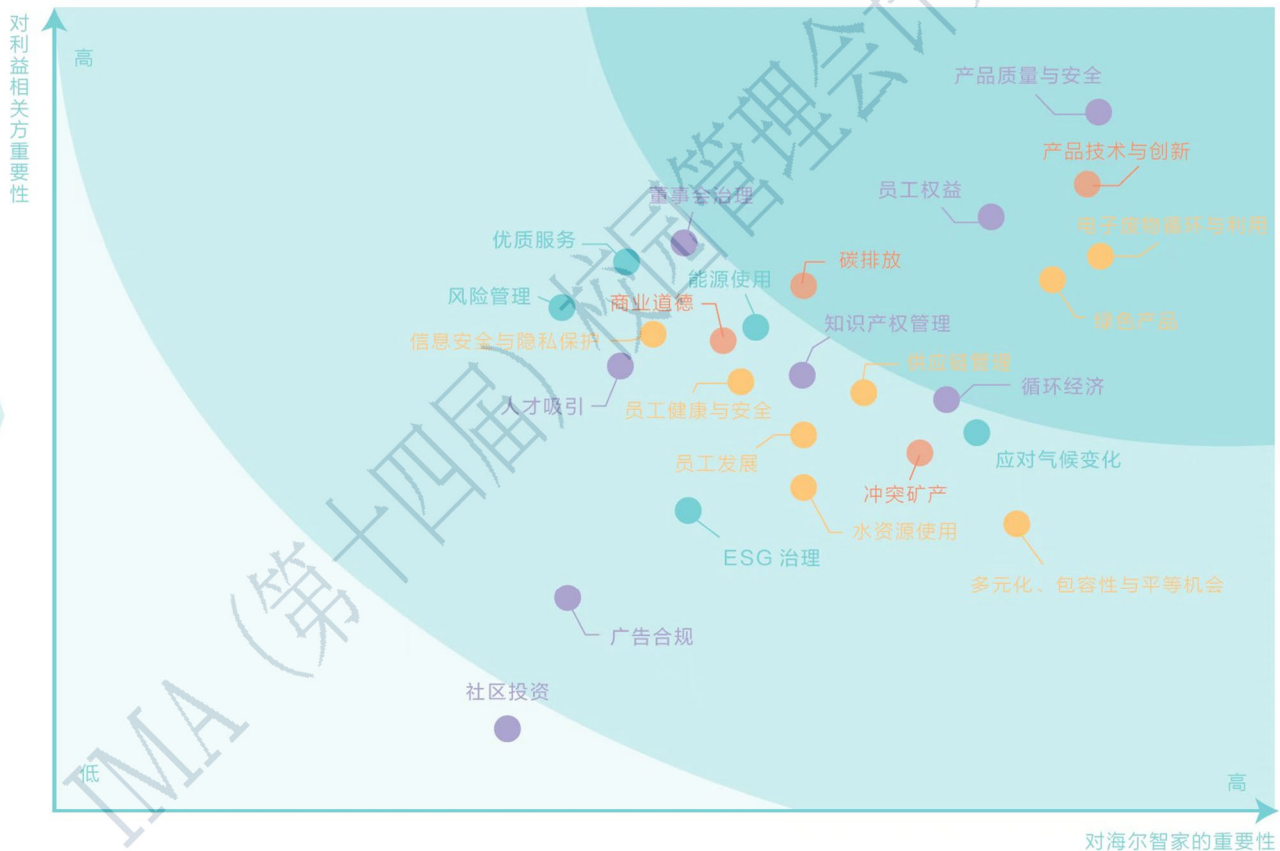 对利益相关方重要性
高
产品质量与安全
产品技术与创新
员工权益
董事会治理
电子废物循环与利用
优质服务
碳排放
能源使用
风险管理
商业道德
绿色产品
知识产权管理
信息安全与隐私保护
供应链管理
循环经济
人才吸引
员工健康与安全
员工发展
应对气候变化
冲突矿产
水资源使用
ESG 治理
多元化、包容性与平等机会
广告合规
社区投资
低
高
对海尔智家的重要性
IMA（第十四届）校园管理会计